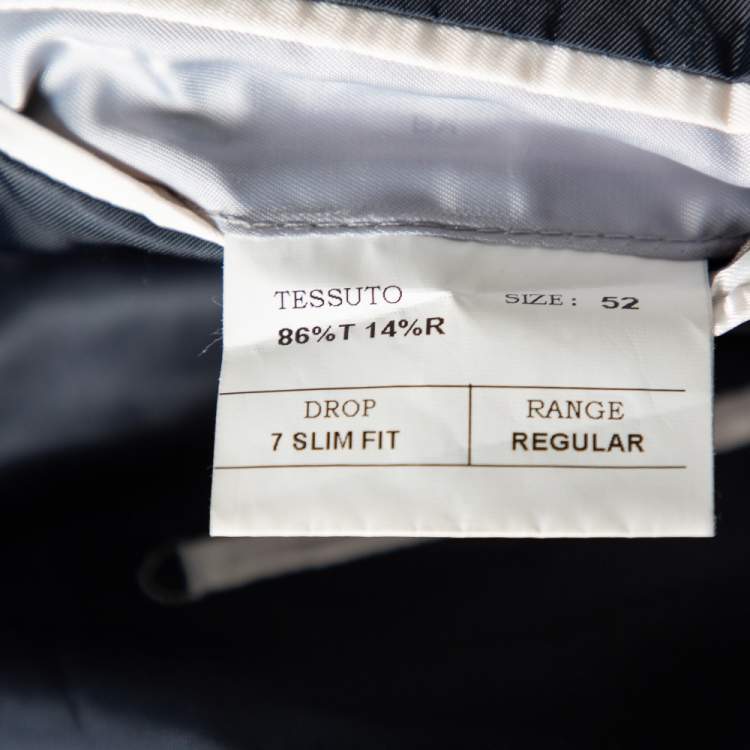 TESSUTO SIZE: 52
86%T 14%R
DROP RANGE
7 SLIM FIT REGULAR